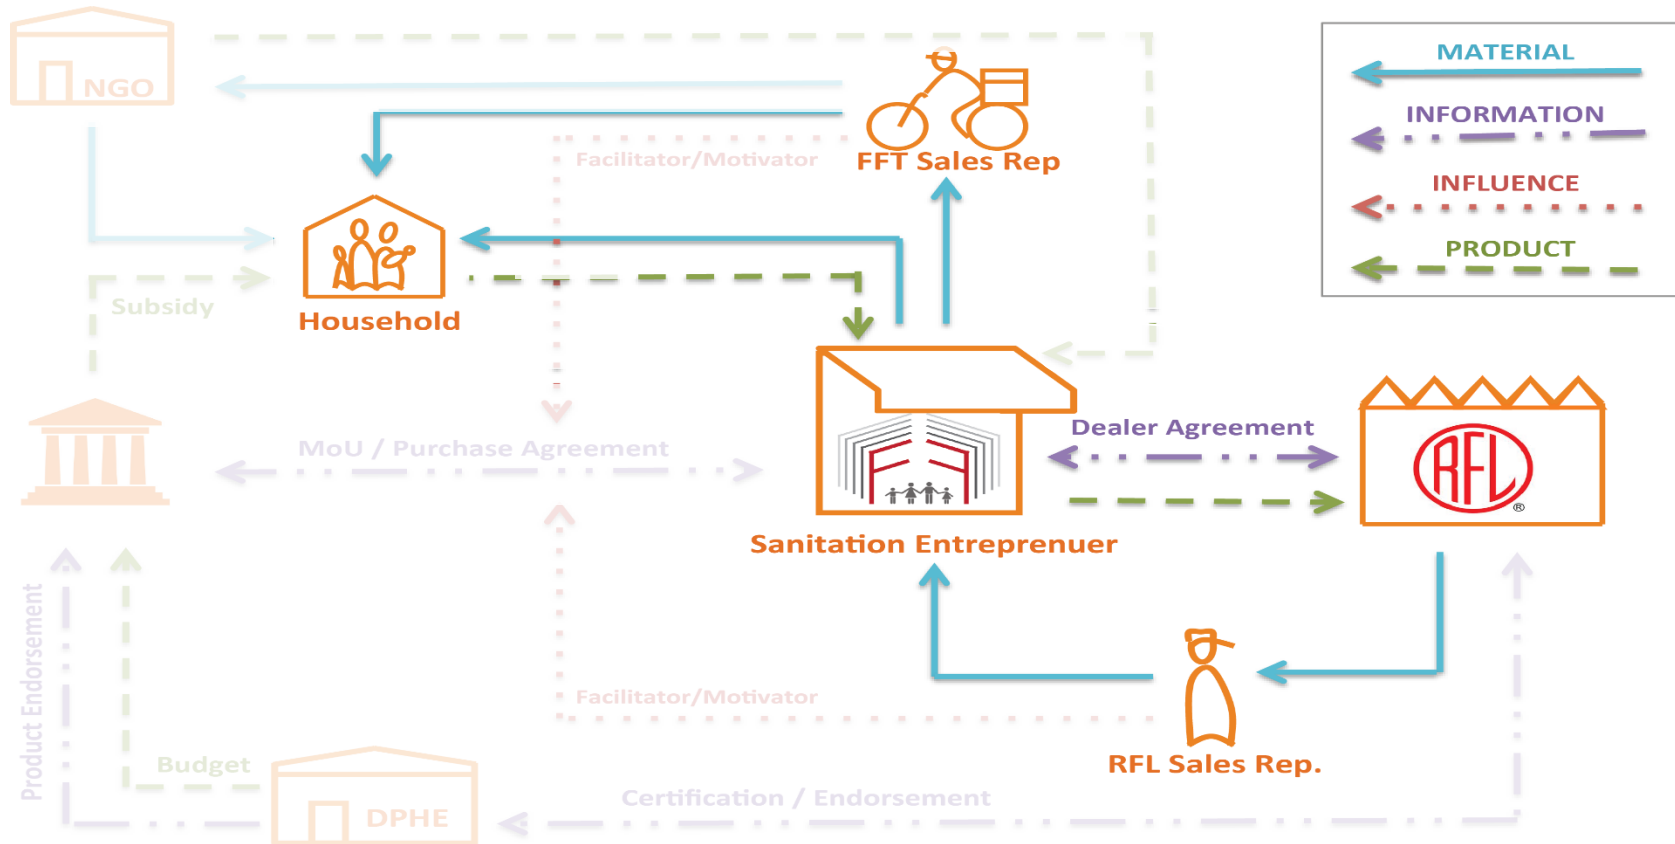 NGO
MATERIAL
INFORMATION
INFLUENCE
PRODUCT
Facilitator/Motivator
FFT Sales Rep
Subsidy
Household
MoU / Purchase Agreement
Dealer Agreement
RFL
®
Sanitation Entreprenuer
Product Endorsement
Facilitator/Motivator
RFL Sales Rep.
Budget
DPHE
Certification / Endorsement